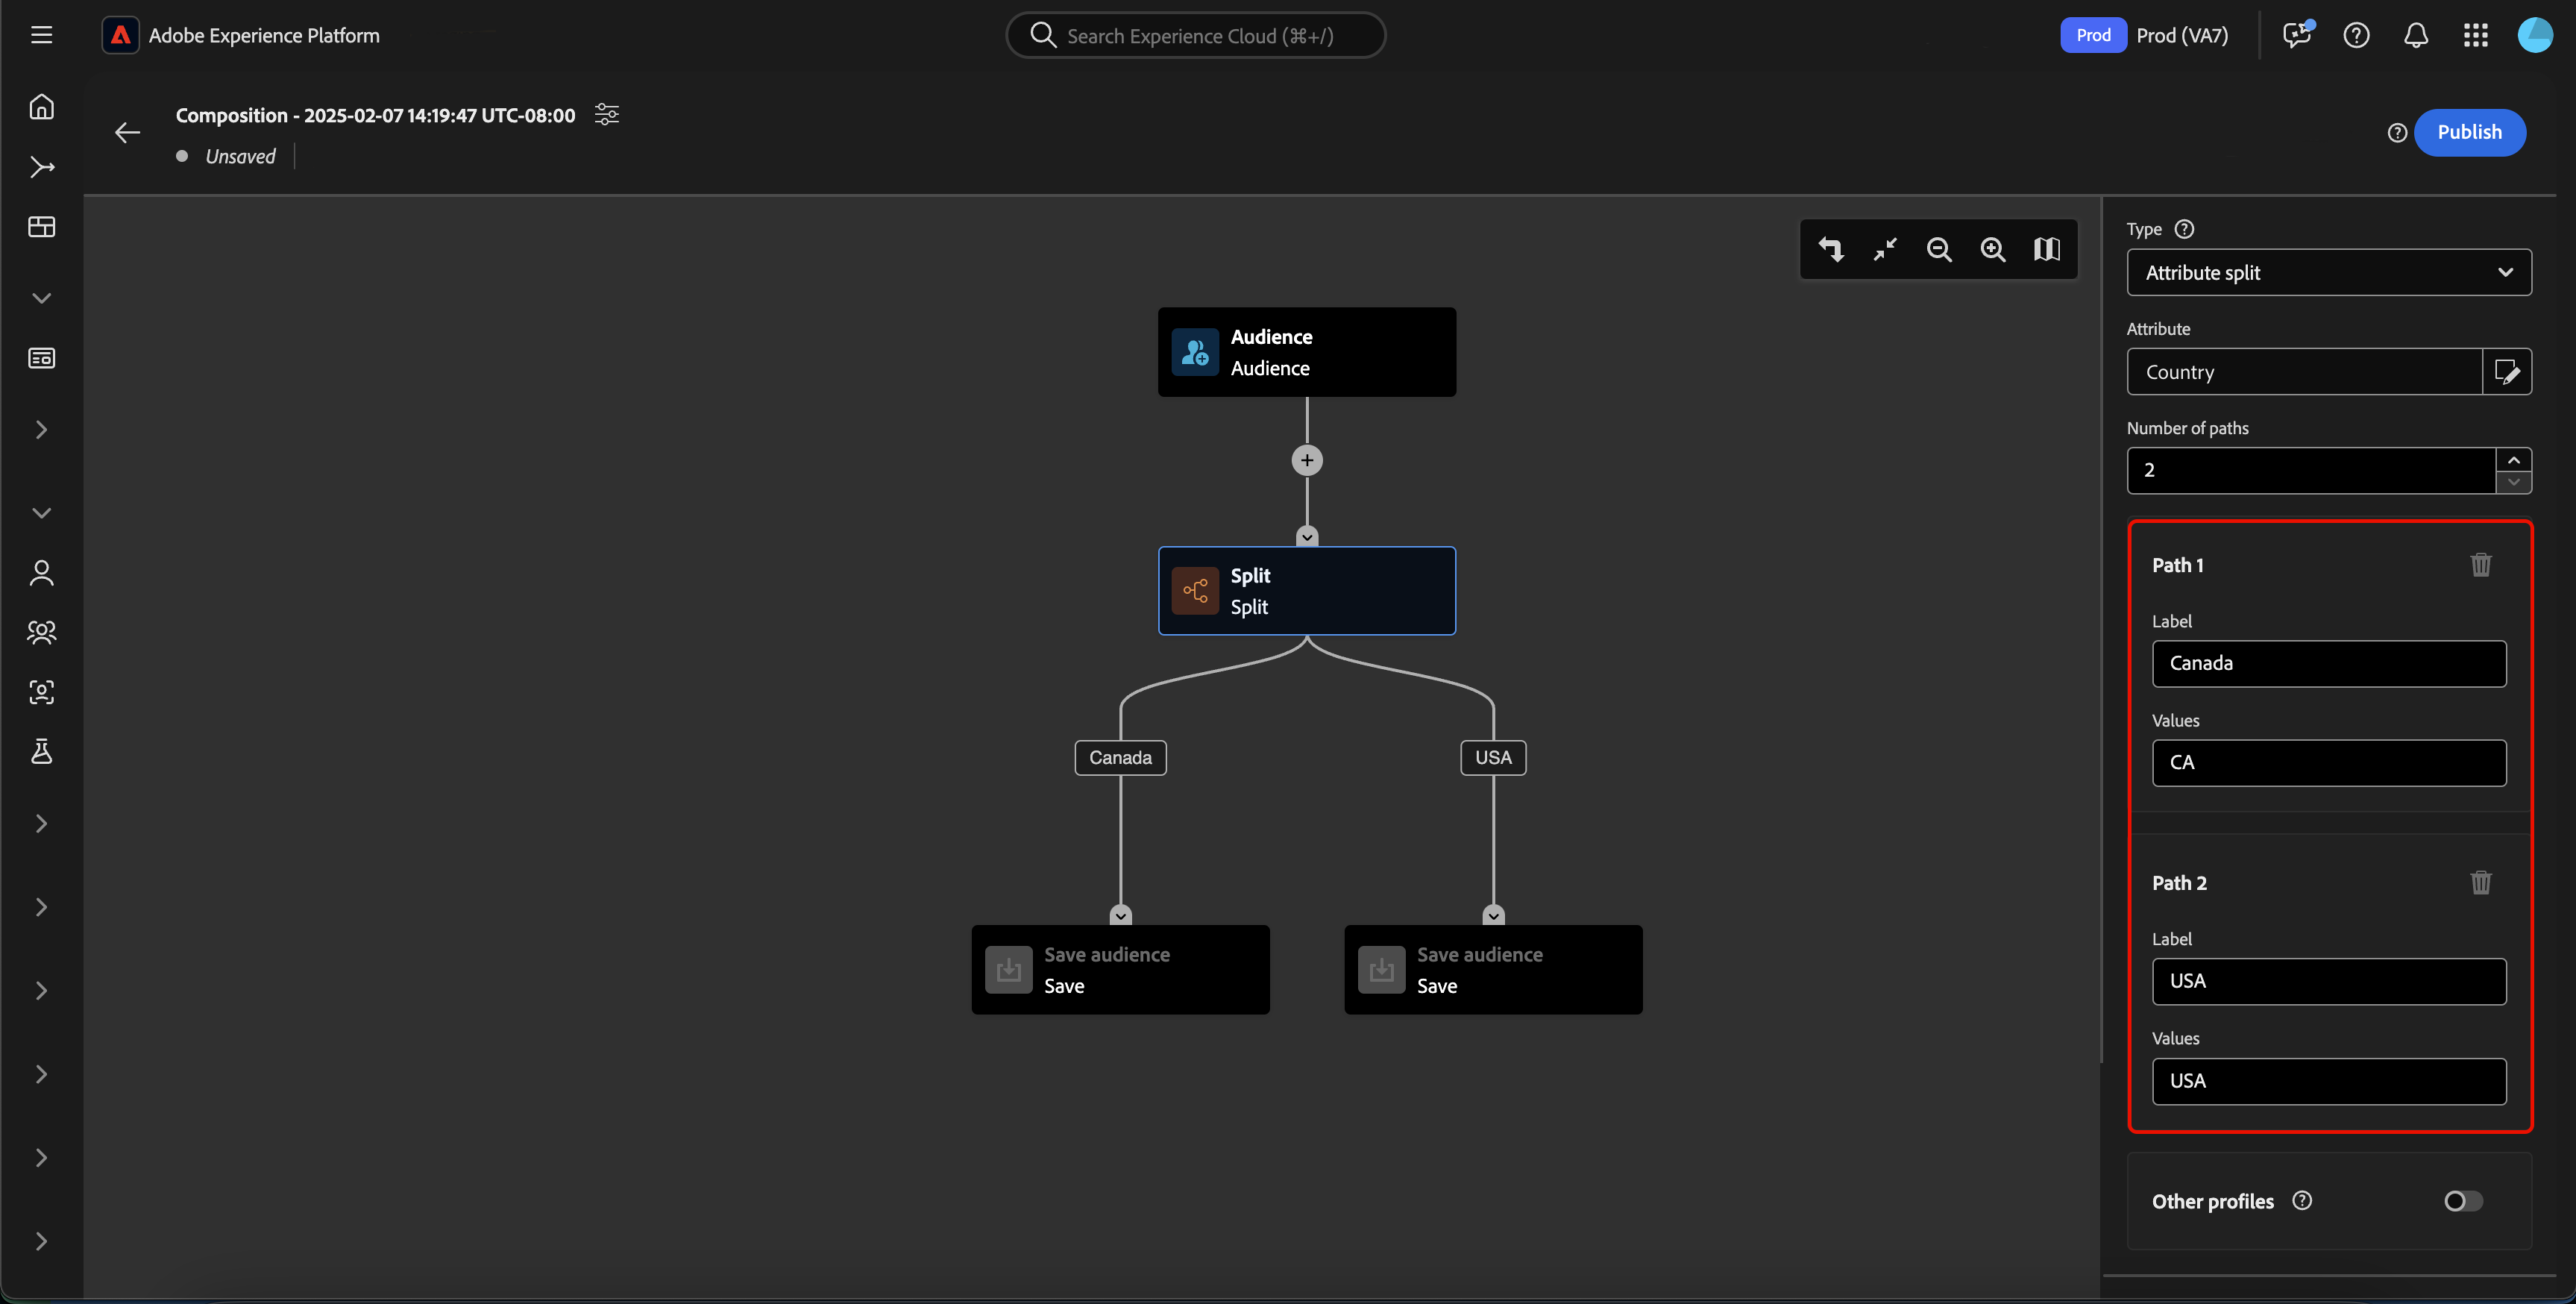 Adobe Experience Platform
Search Experience Cloud (⌘+/)
Prod
Prod (VA7)
Composition - 2025-02-07 14:19:47 UTC-08:00
Unsaved
Publish
Audience
Audience
Split
Split
Canada
USA
Save audience
Save
Save audience
Save
Type
Attribute split
Attribute
Country
Number of paths
2
Path 1
Label
Canada
Values
CA
Path 2
Label
USA
Values
USA
Other profiles